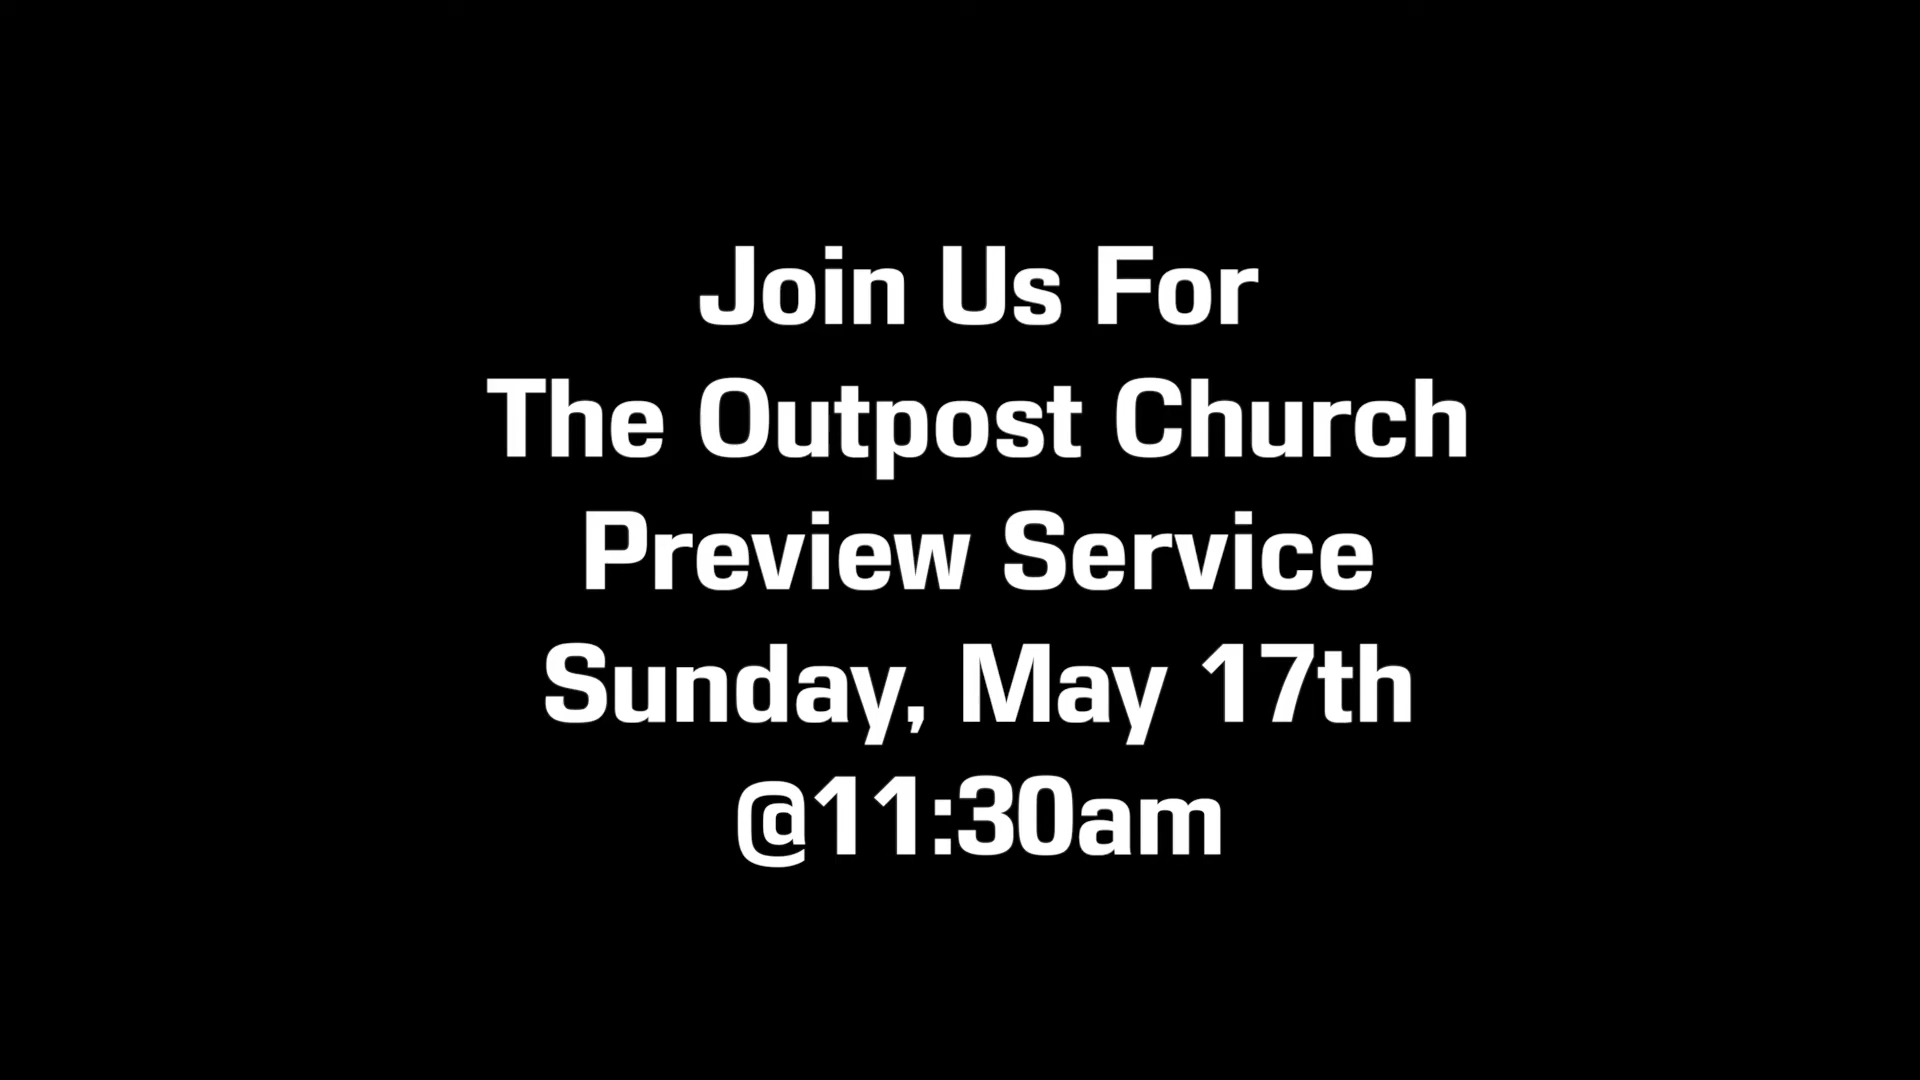 Join Us For
The Outpost Church
Preview Service
Sunday, May 17th
@11:30am